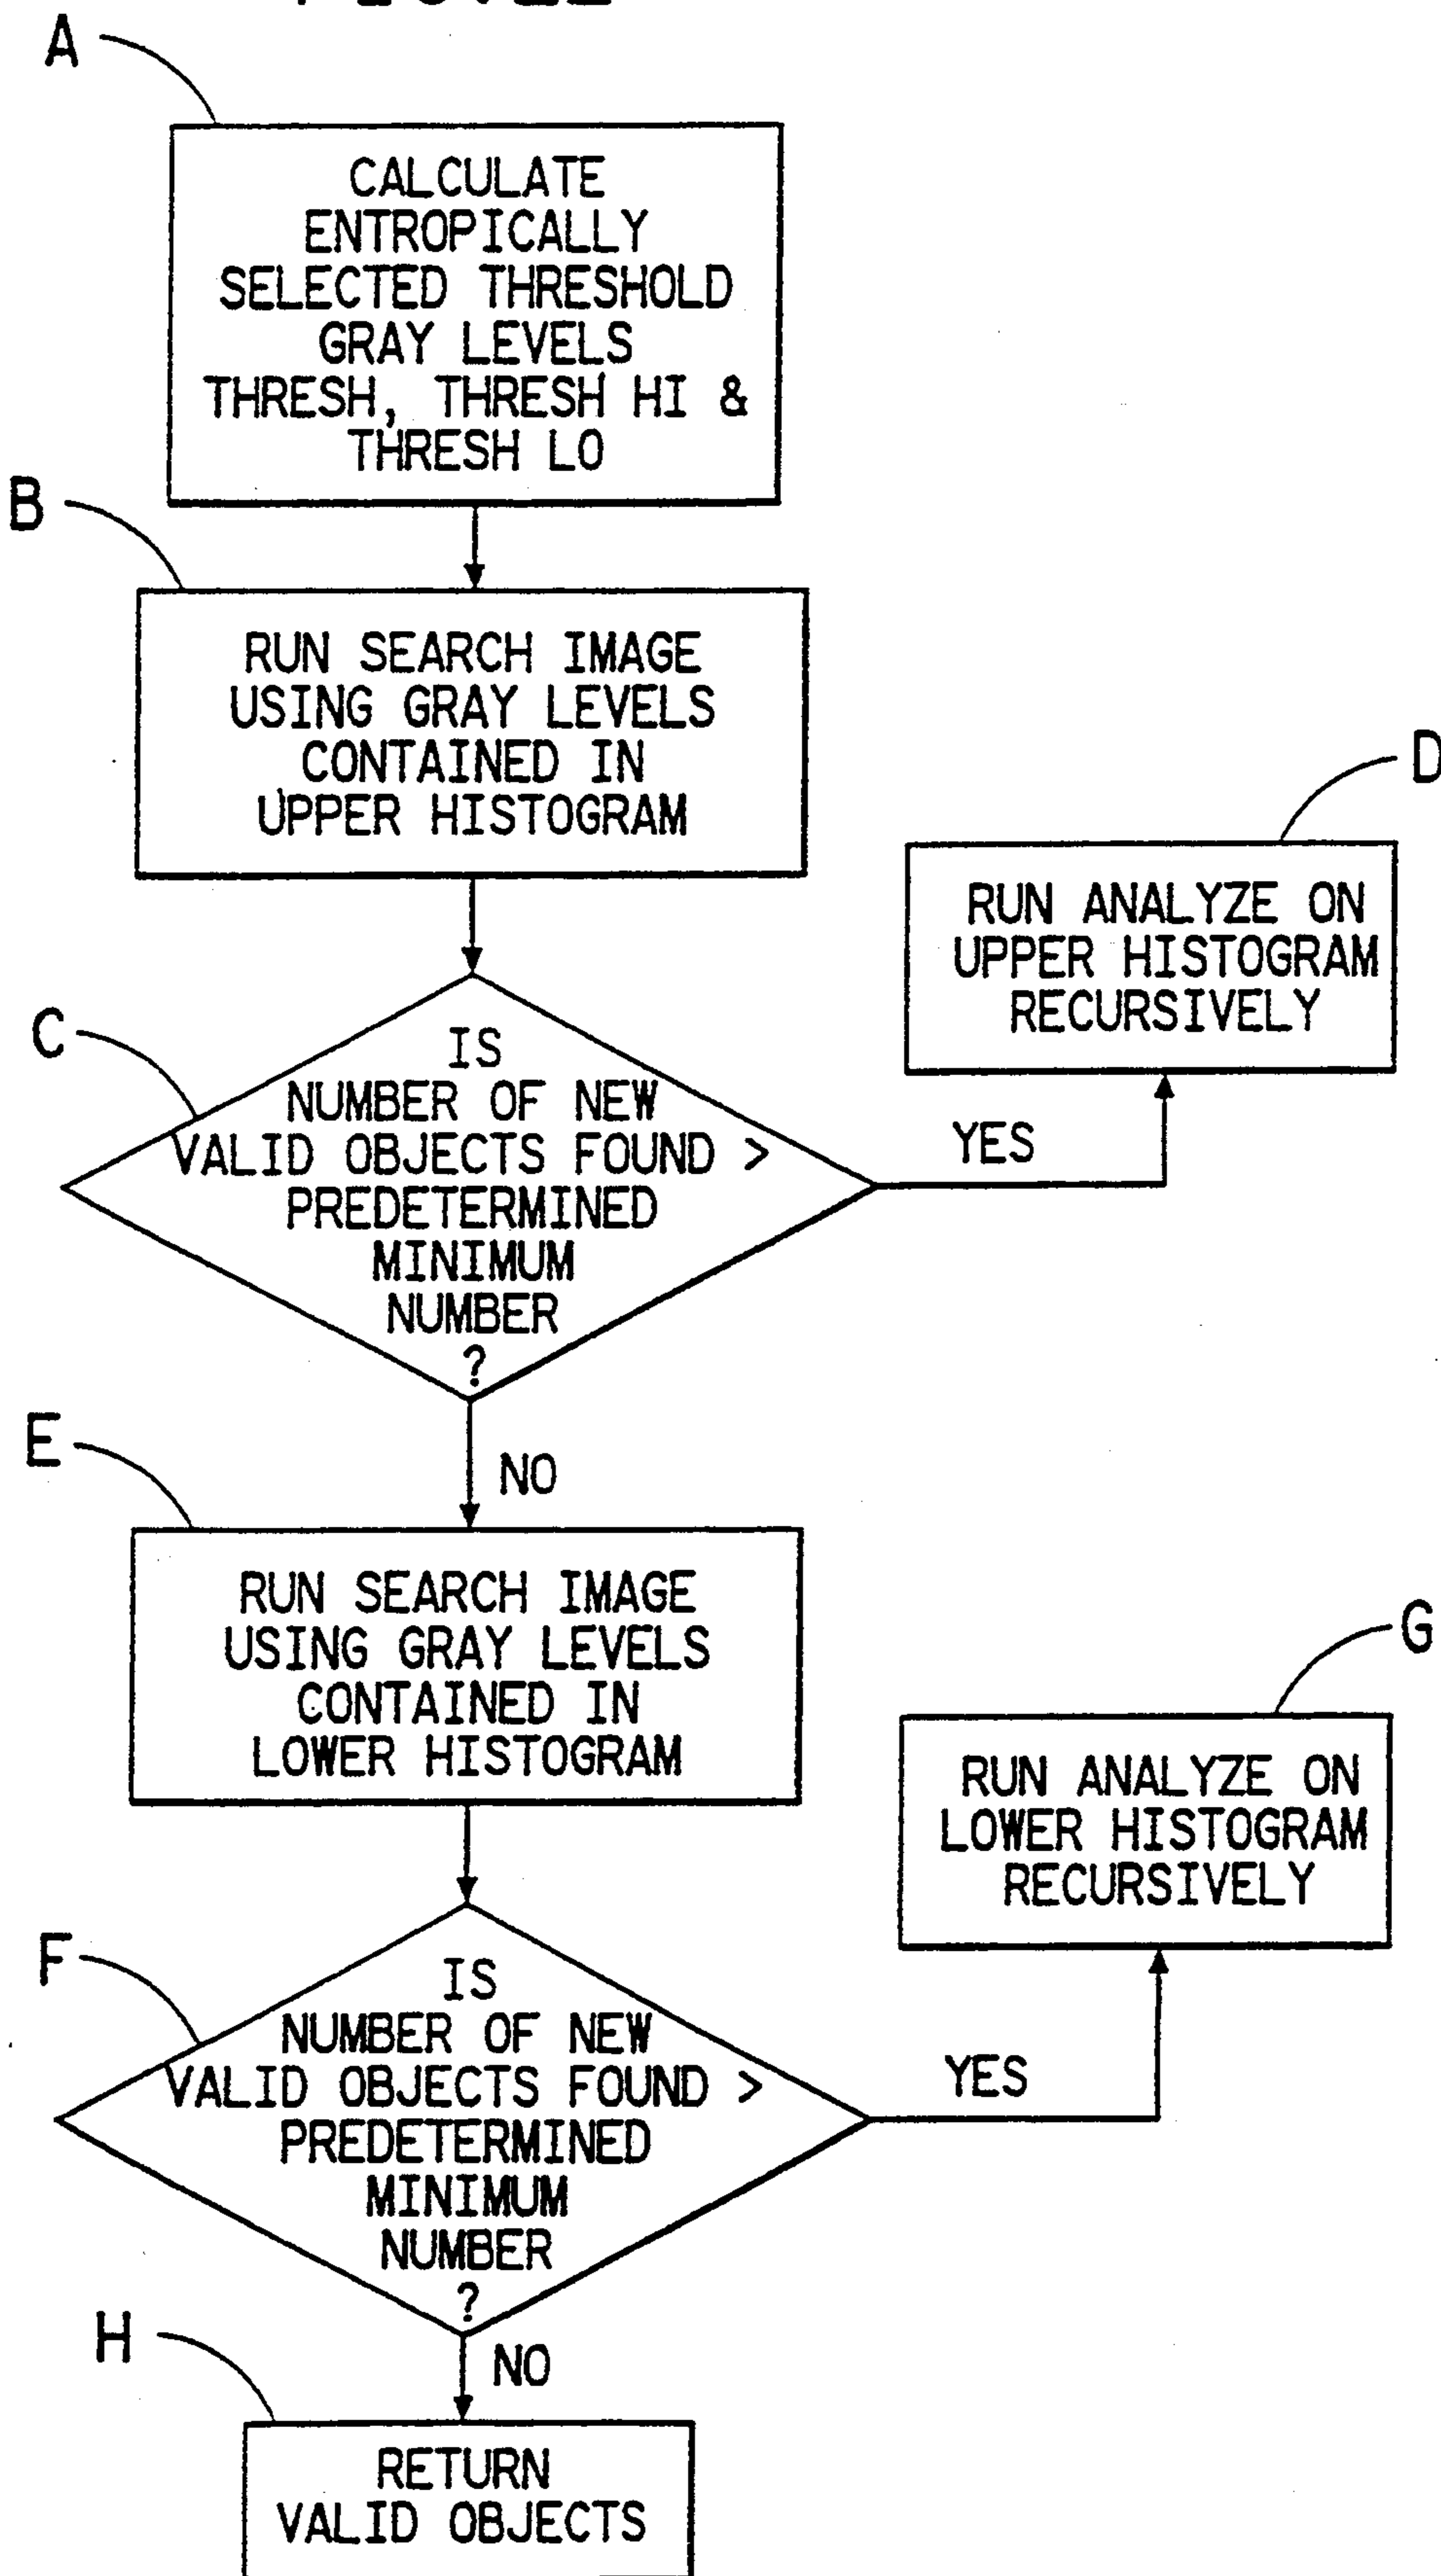 A
CALCULATE
ENTROPICALLY
SELECTED THRESHOLD
GRAY LEVELS
THRESH, THRESH HI &
THRESH LO
B
RUN SEARCH IMAGE
USING GRAY LEVELS
CONTAINED IN
UPPER HISTOGRAM
D
RUN ANALYZE ON
UPPER HISTOGRAM
RECURSIVELY
C
IS
NUMBER OF NEW
VALID OBJECTS FOUND >
PREDETERMINED
MINIMUM
NUMBER
?
YES
NO
E
RUN SEARCH IMAGE
USING GRAY LEVELS
CONTAINED IN
LOWER HISTOGRAM
G
RUN ANALYZE ON
LOWER HISTOGRAM
RECURSIVELY
F
IS
NUMBER OF NEW
VALID OBJECTS FOUND >
PREDETERMINED
MINIMUM
NUMBER
?
YES
NO
H
RETURN
VALID OBJECTS